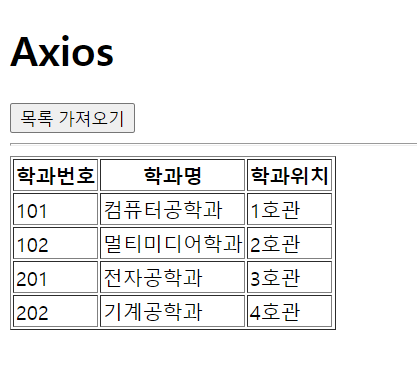 Axios
목록 가져오기
학과번호 학과명 학과위치
101 컴퓨터공학과 1호관
102 멀티미디어학과 2호관
201 전자공학과 3호관
202 기계공학과 4호관